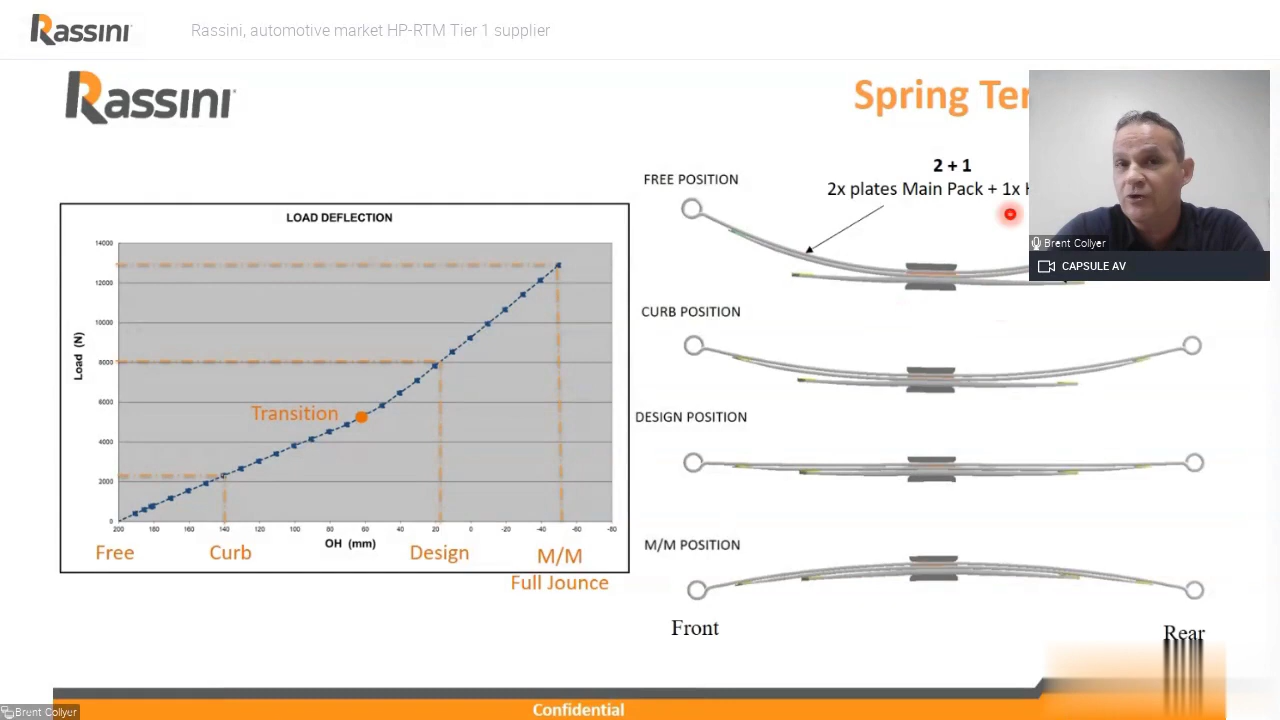 Rassini
Rassini, automotive market HP-RTM Tier 1 supplier
Rassini
Spring Ter
2 + 1
2x plates Main Pack + 1x
FREE POSITION
Brent Collyer
CAPSULE AV
LOAD DEFLECTION
14000
12000
10000
8000
6000
4000
2000
0
Load (N)
Transition
200 180 160 140 120 100 80 60 40 20 0 -20 -40 -60 -80
OH (mm)
Free
Curb
Design
M/M
Full Jounce
CURB POSITION
DESIGN POSITION
M/M POSITION
Front
Rear
Confidential
Brent Collyer